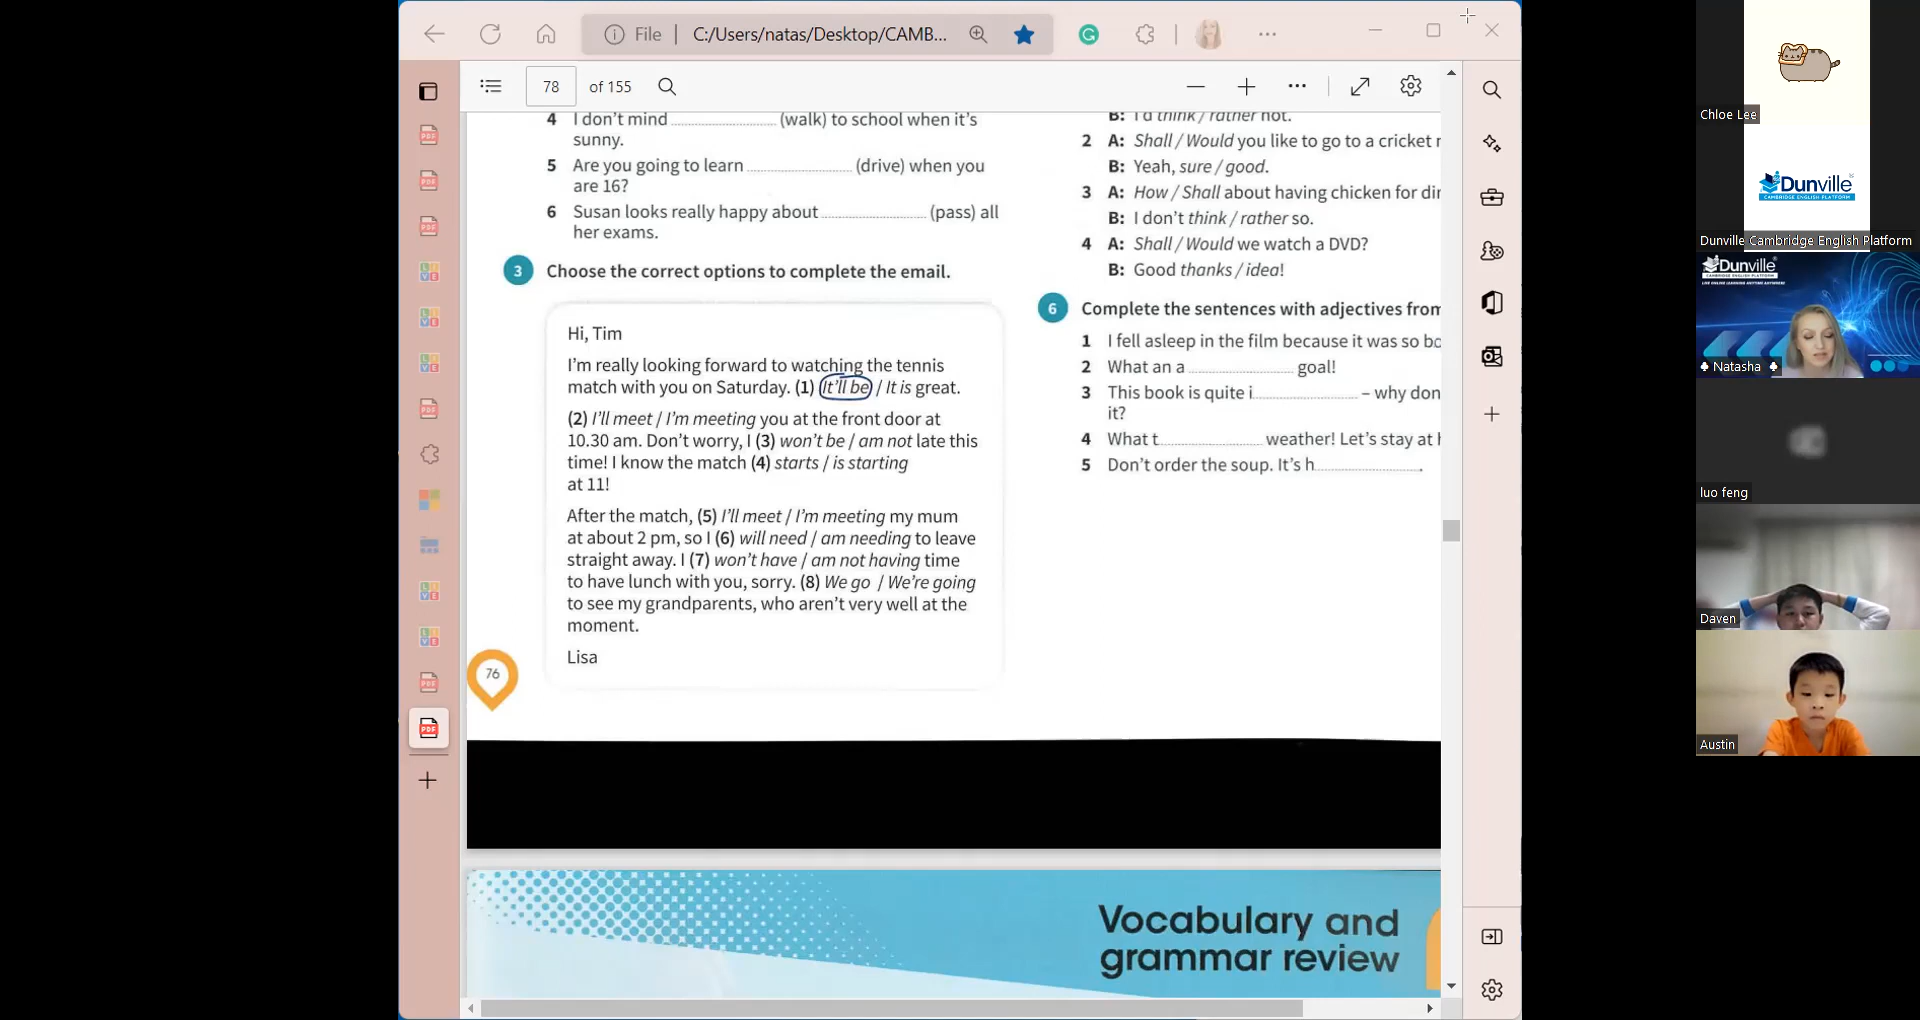 File
C:/Users/natas/Desktop/CAMB...
78
of 155
4 I don't mind ............ (walk) to school when it's
sunny.
5 Are you going to learn ............ (drive) when you
are 16?
6 Susan looks really happy about ............ (pass) all
her exams.
3 Choose the correct options to complete the email.
Hi, Tim
I'm really looking forward to watching the tennis
match with you on Saturday. (1) It'll be / It is great.
(2) I'll meet / I'm meeting you at the front door at
10.30 am. Don't worry, I (3) won't be / am not late this
time! I know the match (4) starts / is starting
at 11!
After the match, (5) I'll meet / I'm meeting my mum
at about 2 pm, so I (6) will need / am needing to leave
straight away. I (7) won't have / am not having time
to have lunch with you, sorry. (8) We go / We're going
to see my grandparents, who aren't very well at the
moment.
Lisa
76
B: I'd think / rather not.
2 A: Shall / Would you like to go to a cricket
B: Yeah, sure / good.
3 A: How / Shall about having chicken for
B: I don't think / rather so.
4 A: Shall / Would we watch a DVD?
B: Good thanks / idea!
6 Complete the sentences with adjectives from
1 I fell asleep in the film because it was so bo
2 What an a ............ goal!
3 This book is quite i............ – why don
it?
4 What t............ weather! Let's stay at
5 Don't order the soup. It's h............ .
Vocabulary and
grammar review
Chloe Lee
Dunville
CAMBRIDGE ENGLISH PLATFORM
Dunville Cambridge English Platform
Dunville
Natasha
luo feng
Daven
Austin